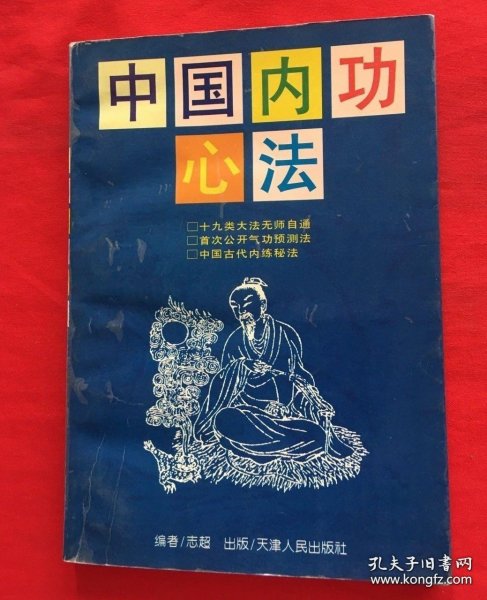 中国内功
心法
□十九类大法无师自通
□首次公开气功预测法
□中国古代内练秘法
编者/志超 出版/天津人民出版社
孔夫子旧书网
www.kongfz.com